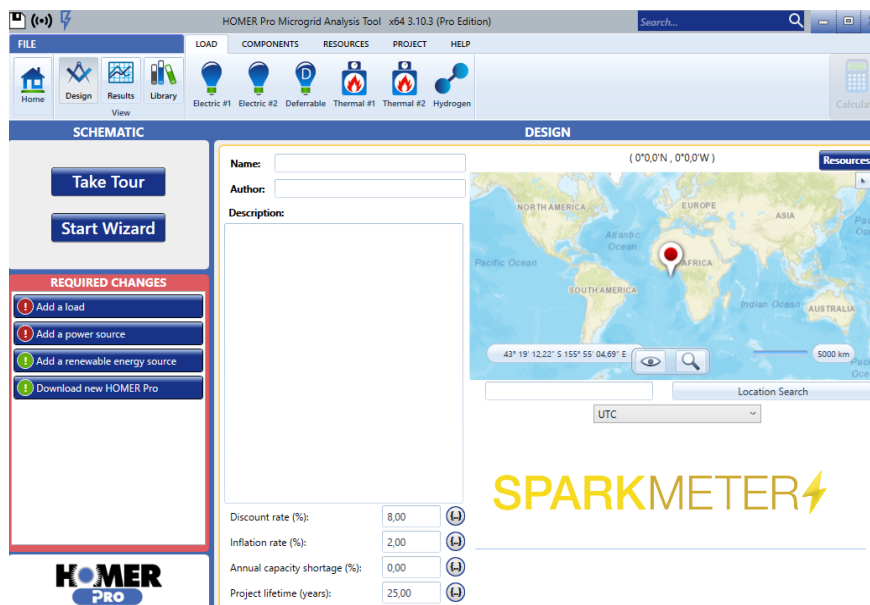 HOMER Pro Microgrid Analysis Tool x64 3.10.3 (Pro Edition)
Search...
FILE
LOAD COMPONENTS RESOURCES PROJECT HELP
Home
Design Results Library
View
Electric #1 Electric #2 Deferrable Thermal #1 Thermal #2 Hydrogen
D
SCHEMATIC
DESIGN
Take Tour
Start Wizard
REQUIRED CHANGES
Add a load
Add a power source
Add a renewable energy source
Download new HOMER Pro
HOMER
PRO
Name:
Author:
Description:
Discount rate (%): 8,00 {..}
Inflation rate (%): 2,00 {..}
Annual capacity shortage (%): 0,00 {..}
Project lifetime (years): 25,00 {..}
( 0°0,0'N , 0°0,0'W )
Resources
NORTH AMERICA
EUROPE
ASIA
Atlantic
Ocean
Pacific Ocean
AFRICA
SOUTH AMERICA
Indian Ocean
AUSTRALIA
43° 19' 12,22" S 155° 55' 04,69" E
5000 km
Location Search
UTC
SPARKMETER